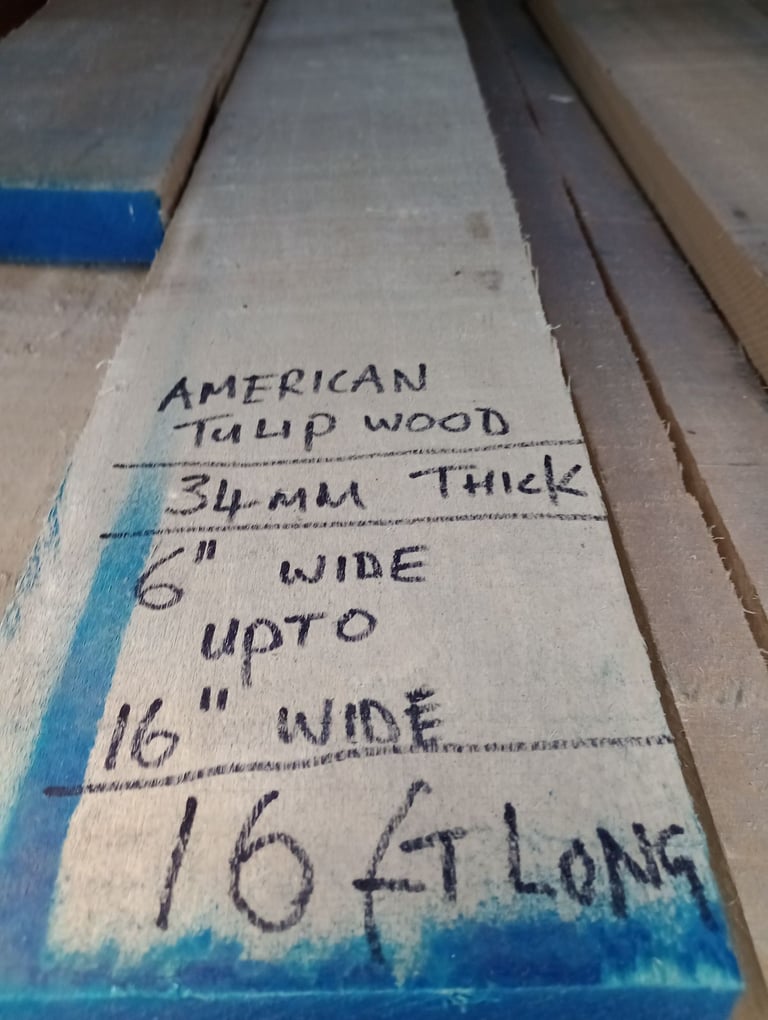 AMERICAN
TULIP WOOD
34MM THICK
6" WIDE
UPTO
16" WIDE
16 ft LONG